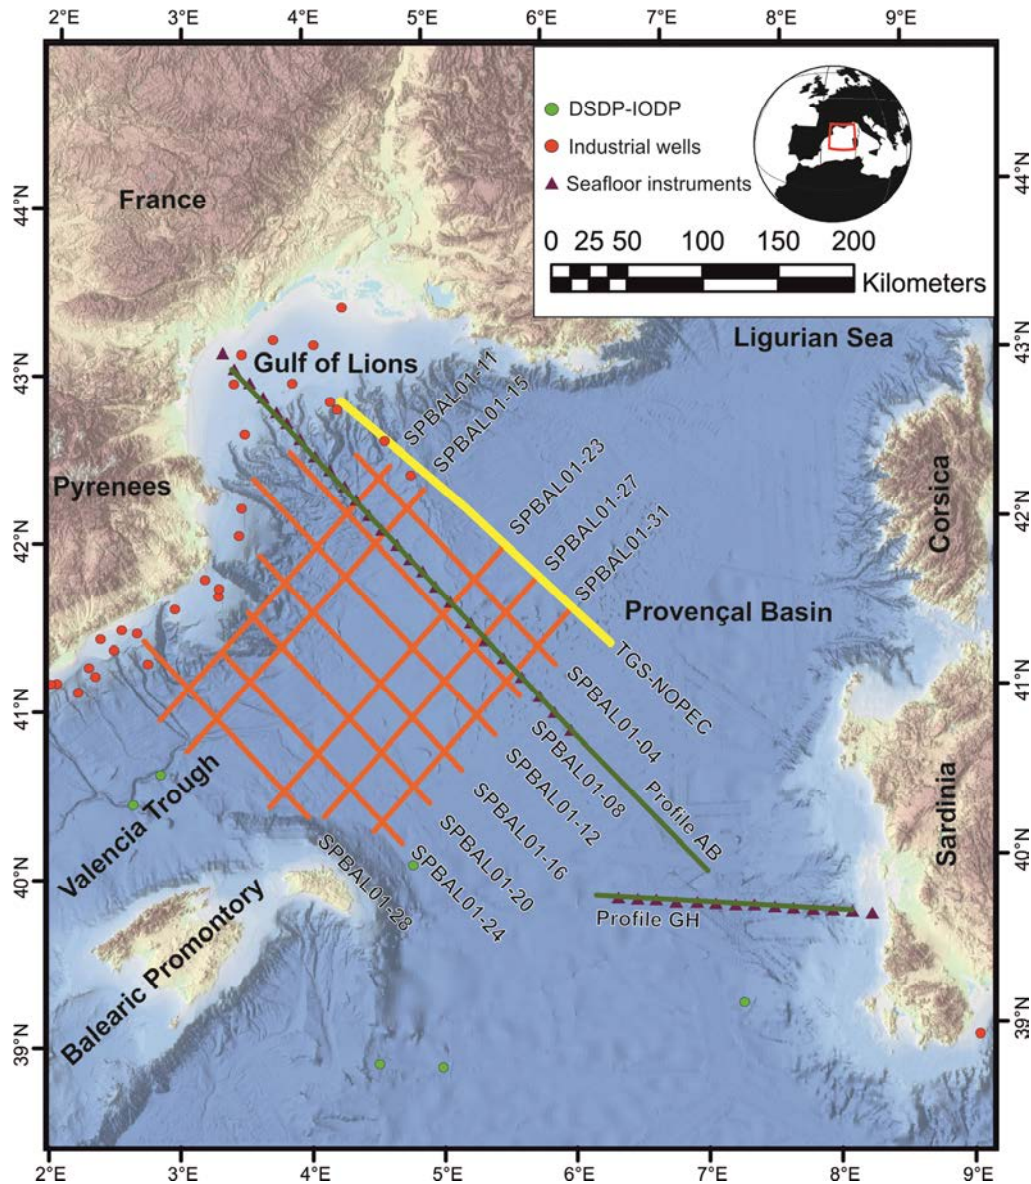 2°E 3°E 4°E 5°E 6°E 7°E 8°E 9°E
DSDP-IODP
Industrial wells
Seafloor instruments
0 25 50 100 150 200
Kilometers
44°N
44°N
France
43°N
43°N
Ligurian Sea
Gulf of Lions
SPBAL01-11
SPBAL01-15
SPBAL01-23
SPBAL01-27
SPBAL01-31
Pyrenees
Corsica
42°N
42°N
Provençal Basin
TGS-NOPEC
41°N
41°N
SPBAL01-04
SPBAL01-08
Profile AB
SPBAL01-12
SPBAL01-16
SPBAL01-20
SPBAL01-24
SPBAL01-28
Valencia Trough
Sardinia
40°N
40°N
Profile GH
Balearic Promontory
39°N
39°N
2°E 3°E 4°E 5°E 6°E 7°E 8°E 9°E